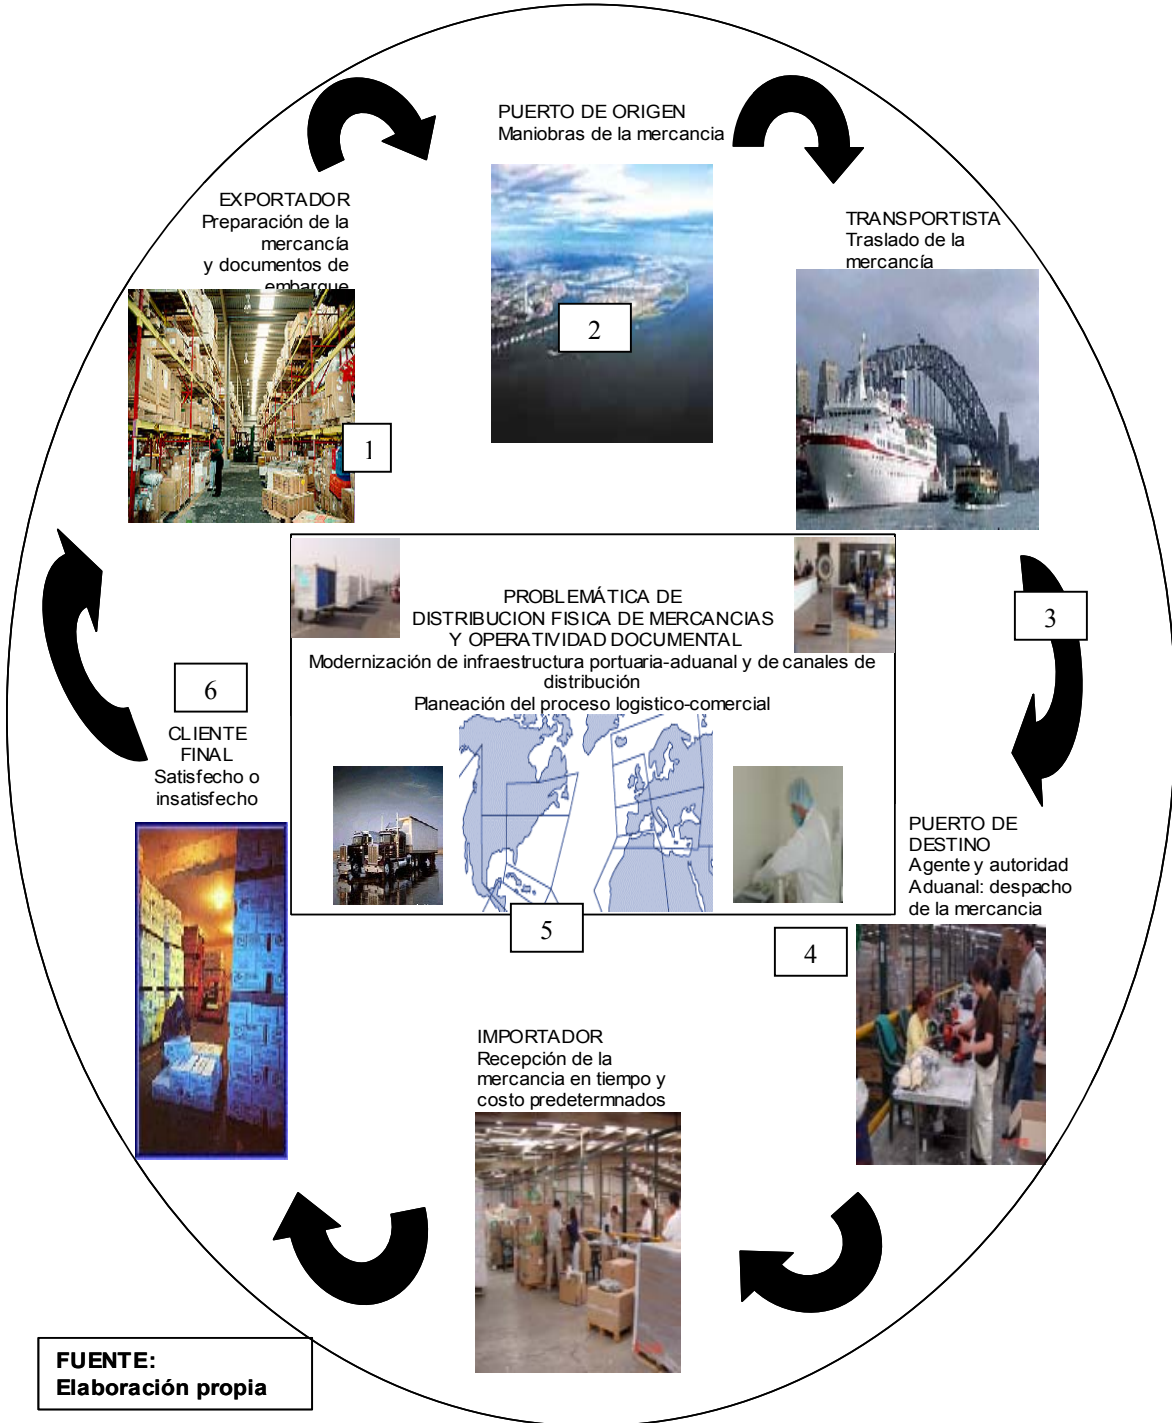 PUERTO DE ORIGEN
Maniobras de la mercancia
EXPORTADOR
Preparación de la
mercancía
y documentos de
embarque
1
2
TRANSPORTISTA
Traslado de la
mercancía
3
PROBLEMÁTICA DE
DISTRIBUCION FISICA DE MERCANCIAS
Y OPERATIVIDAD DOCUMENTAL
Modernización de infraestructura portuaria-aduanal y de canales de
distribución
Planeación del proceso logistico-comercial
6
CLIENTE
FINAL
Satisfecho o
insatisfecho
PUERTO DE
DESTINO
Agente y autoridad
Aduanal: despacho
de la mercancia
4
5
IMPORTADOR
Recepción de la
mercancia en tiempo y
costo predetermnados
FUENTE:
Elaboración propia